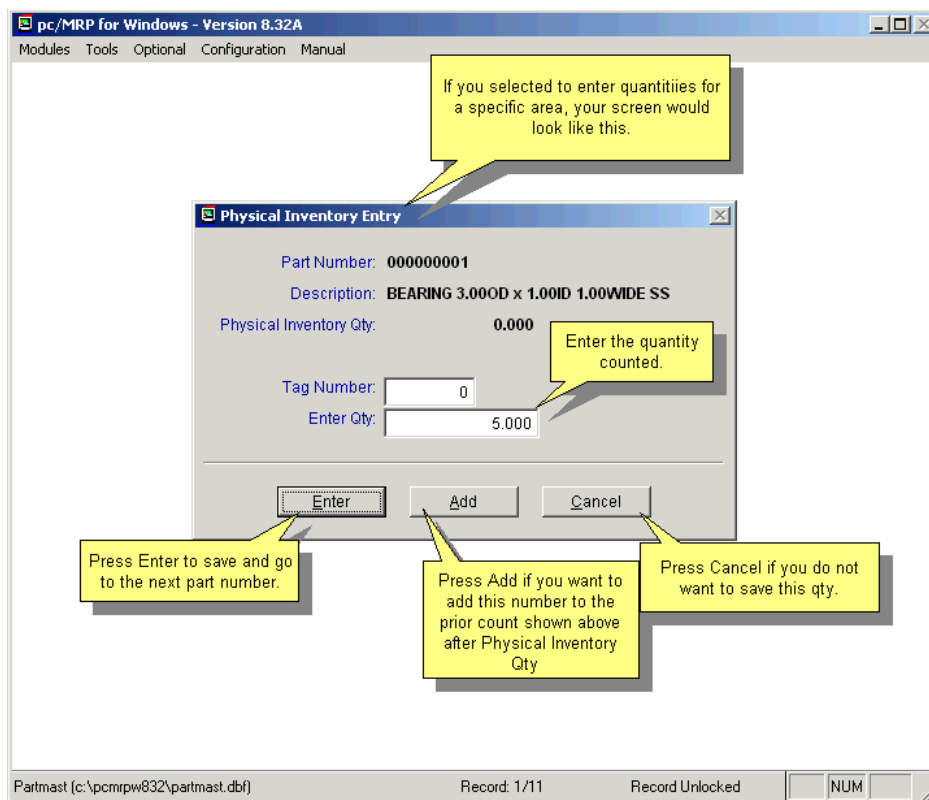 pc/MRP for Windows - Version 8.32A
Modules Tools Optional Configuration Manual
If you selected to enter quantitiies for
a specific area, your screen would
look like this.
Physical Inventory Entry
Part Number: 000000001
Description: BEARING 3.00OD x 1.00ID 1.00WIDE SS
Physical Inventory Qty: 0.000
Enter the quantity
counted.
Tag Number: 0
Enter Qty: 5.000
Enter Add Cancel
Press Enter to save and go
to the next part number.
Press Add if you want to
add this number to the
prior count shown above
after Physical Inventory
Qty
Press Cancel if you do not
want to save this qty.
Partmast (c:\pcmrpw832\partmast.dbf) Record: 1/11 Record Unlocked NUM